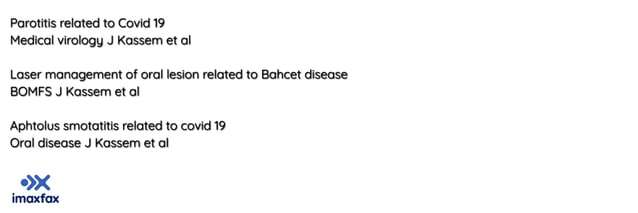 Parotitis related to Covid 19
Medical virology J Kassem et al
Laser management of oral lesion related to Bahcet disease
BOMFS J Kassem et al
Aphtolus smotatitis related to covid 19
Oral disease J Kassem et al
imaxfax